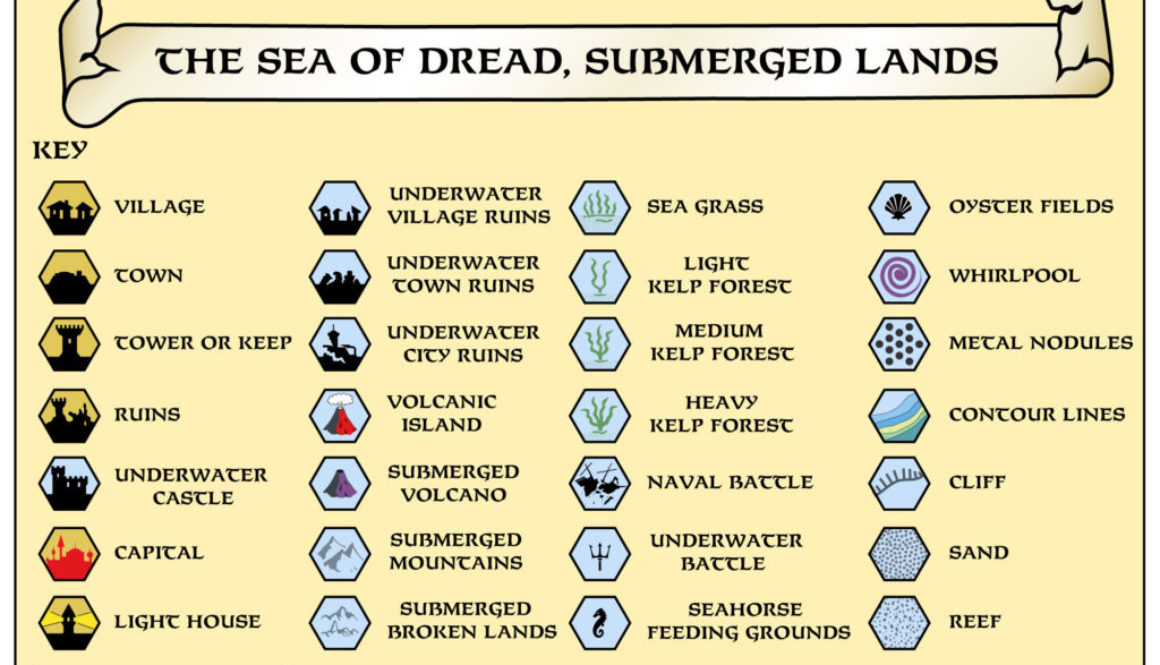 THE SEA OF DREAD, SUBMERGED LANDS
KEY
VILLAGE
TOWN
TOWER OR KEEP
RUINS
UNDERWATER
CASTLE
CAPITAL
LIGHT HOUSE
UNDERWATER
VILLAGE RUINS
UNDERWATER
TOWN RUINS
UNDERWATER
CITY RUINS
VOLCANIC
ISLAND
SUBMERGED
VOLCANO
SUBMERGED
MOUNTAINS
SUBMERGED
BROKEN LANDS
SEA GRASS
LIGHT
KELP FOREST
MEDIUM
KELP FOREST
HEAVY
KELP FOREST
NAVAL BATTLE
UNDERWATER
BATTLE
SEAHORSE
FEEDING GROUNDS
OYSTER FIELDS
WHIRLPOOL
METAL NODULES
CONTOUR LINES
CLIFF
SAND
REEF